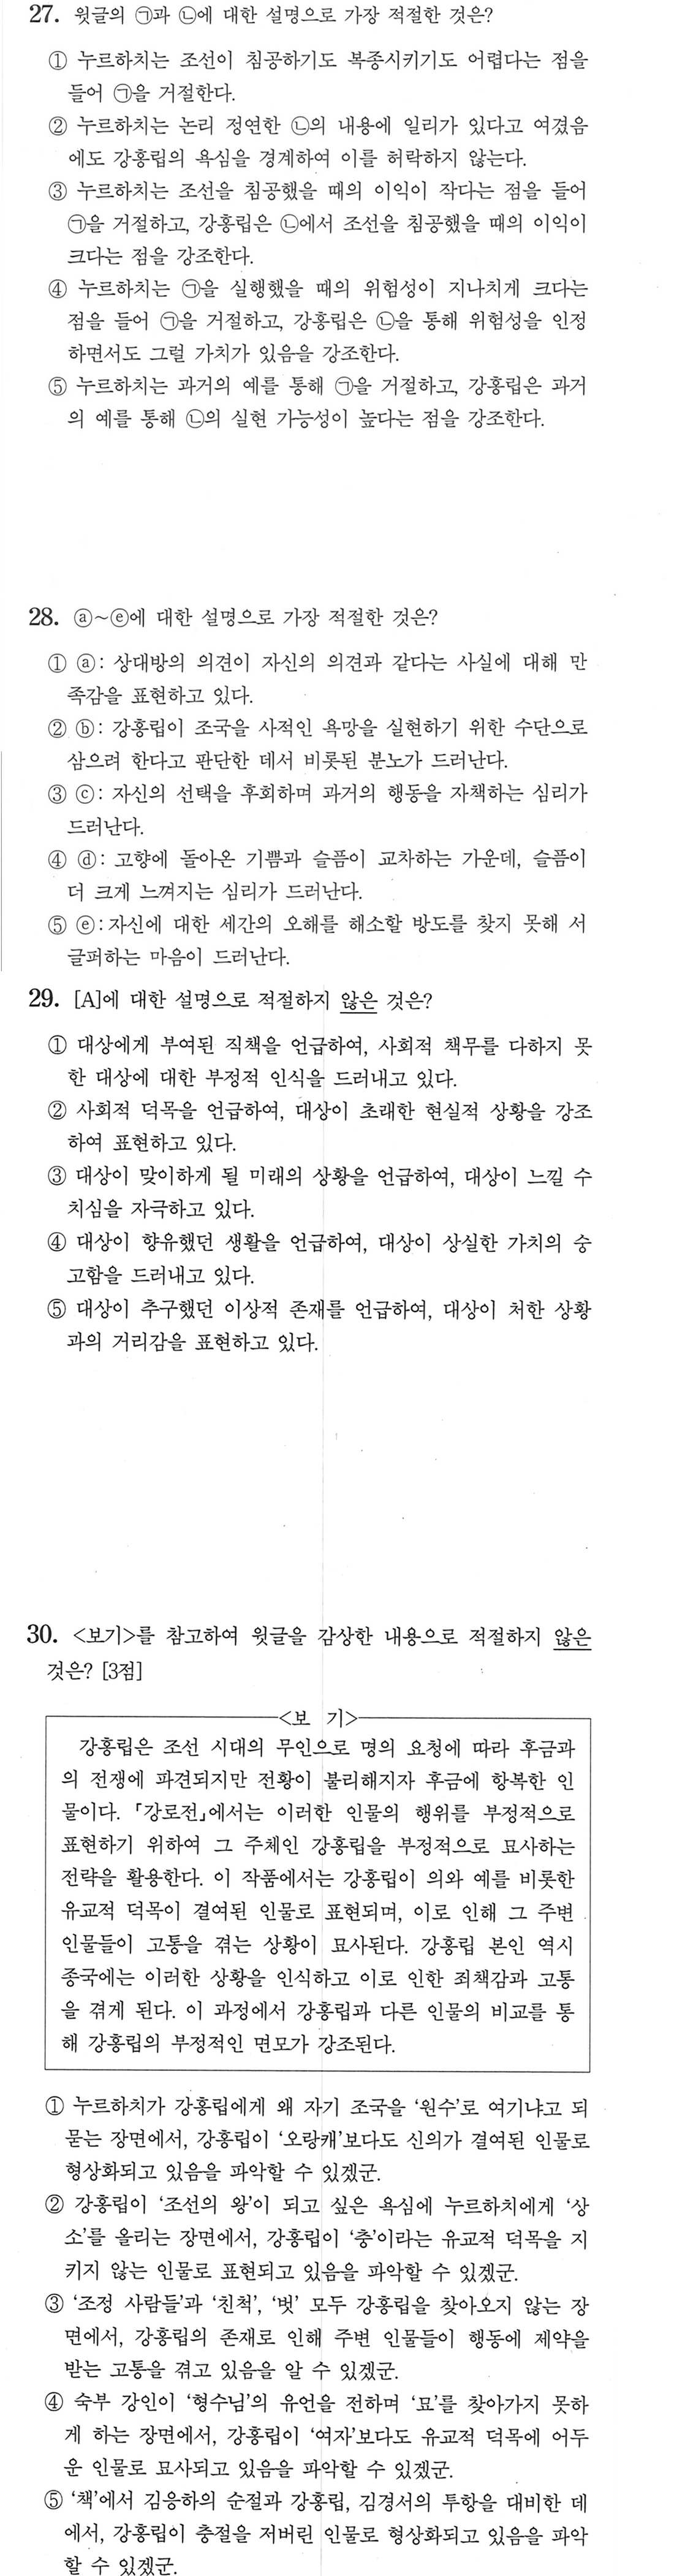 27. 윗글의 ㉠과 ㉡에 대한 설명으로 가장 적절한 것은?
① 누르하치는 조선이 침공하기도 복종시키기도 어렵다는 점을
들어 ㉠을 거절한다.
② 누르하치는 논리 정연한 ㉡의 내용에 일리가 있다고 여겼음
에도 강홍립의 욕심을 경계하여 이를 허락하지 않는다.
③ 누르하치는 조선을 침공했을 때의 이익이 작다는 점을 들어
㉠을 거절하고, 강홍립은 ㉡에서 조선을 침공했을 때의 이익이
크다는 점을 강조한다.
④ 누르하치는 ㉠을 실행했을 때의 위험성이 지나치게 크다는
점을 들어 ㉠을 거절하고, 강홍립은 ㉡을 통해 위험성을 인정
하면서도 그럴 가치가 있음을 강조한다.
⑤ 누르하치는 과거의 예를 통해 ㉠을 거절하고, 강홍립은 과거
의 예를 통해 ㉡의 실현 가능성이 높다는 점을 강조한다.
28. ⓐ~ⓔ에 대한 설명으로 가장 적절한 것은?
① ⓐ: 상대방의 의견이 자신의 의견과 같다는 사실에 대해 만
족감을 표현하고 있다.
② ⓑ: 강홍립이 조국을 사적인 욕망을 실현하기 위한 수단으로
삼으려 한다고 판단한 데서 비롯된 분노가 드러난다.
③ ⓒ: 자신의 선택을 후회하며 과거의 행동을 자책하는 심리가
드러난다.
④ ⓓ: 고향에 돌아온 기쁨과 슬픔이 교차하는 가운데, 슬픔이
더 크게 느껴지는 심리가 드러난다.
⑤ ⓔ: 자신에 대한 세간의 오해를 해소할 방도를 찾지 못해 서
글퍼하는 마음이 드러난다.
29. [A]에 대한 설명으로 적절하지 않은 것은?
① 대상에게 부여된 직책을 언급하여, 사회적 책무를 다하지 못
한 대상에 대한 부정적 인식을 드러내고 있다.
② 사회적 덕목을 언급하여, 대상이 초래한 현실적 상황을 강조
하여 표현하고 있다.
③ 대상이 맞이하게 될 미래의 상황을 언급하여, 대상이 느낄 수
치심을 자극하고 있다.
④ 대상이 향유했던 생활을 언급하여, 대상이 상실한 가치의 숭
고함을 드러내고 있다.
⑤ 대상이 추구했던 이상적 존재를 언급하여, 대상이 처한 상황
과의 거리감을 표현하고 있다.
30. <보기>를 참고하여 윗글을 감상한 내용으로 적절하지 않은
것은? [3점]
<보 기>
강홍립은 조선 시대의 무인으로 명의 요청에 따라 후금과
의 전쟁에 파견되지만 전황이 불리해지자 후금에 항복한 인
물이다. 「강로전」에서는 이러한 인물의 행위를 부정적으로
표현하기 위하여 그 주체인 강홍립을 부정적으로 묘사하는
전략을 활용한다. 이 작품에서는 강홍립이 의와 예를 비롯한
유교적 덕목이 결여된 인물로 표현되며, 이로 인해 그 주변
인물들이 고통을 겪는 상황이 묘사된다. 강홍립 본인 역시
종국에는 이러한 상황을 인식하고 이로 인한 죄책감과 고통
을 겪게 된다. 이 과정에서 강홍립과 다른 인물의 비교를 통
해 강홍립의 부정적인 면모가 강조된다.
① 누르하치가 강홍립에게 왜 자기 조국을 '원수'로 여기냐고 되
묻는 장면에서, 강홍립이 '오랑캐'보다도 신의가 결여된 인물로
형상화되고 있음을 파악할 수 있겠군.
② 강홍립이 '조선의 왕'이 되고 싶은 욕심에 누르하치에게 '상
소'를 올리는 장면에서, 강홍립이 '충'이라는 유교적 덕목을 지
키지 않는 인물로 표현되고 있음을 파악할 수 있겠군.
③ '조정 사람들'과 '친척', '벗' 모두 강홍립을 찾아오지 않는 장
면에서, 강홍립의 존재로 인해 주변 인물들이 행동에 제약을
받는 고통을 겪고 있음을 알 수 있겠군.
④ 숙부 강인이 '형수님'의 유언을 전하며 '묘'를 찾아가지 못하
게 하는 장면에서, 강홍립이 '여자'보다도 유교적 덕목에 어두
운 인물로 묘사되고 있음을 파악할 수 있겠군.
⑤ '책'에서 김응하의 순절과 강홍립, 김경서의 투항을 대비한 데
에서, 강홍립이 충절을 저버린 인물로 형상화되고 있음을 파악
할 수 있겠군.